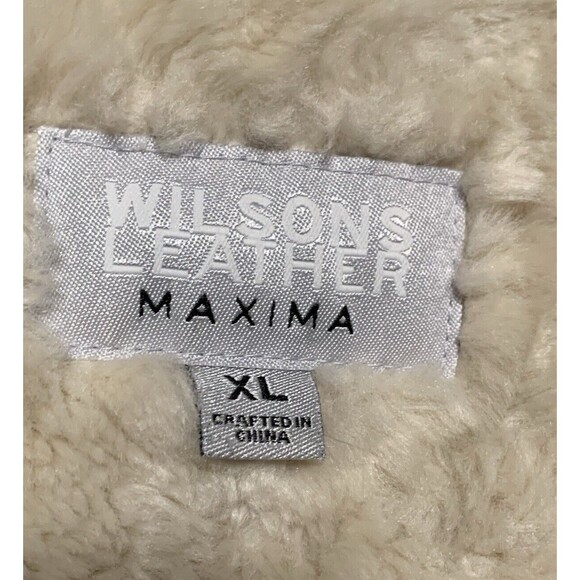 WILSONS
LEATHER
MAXIMA
XL
CRAFTED IN
CHINA